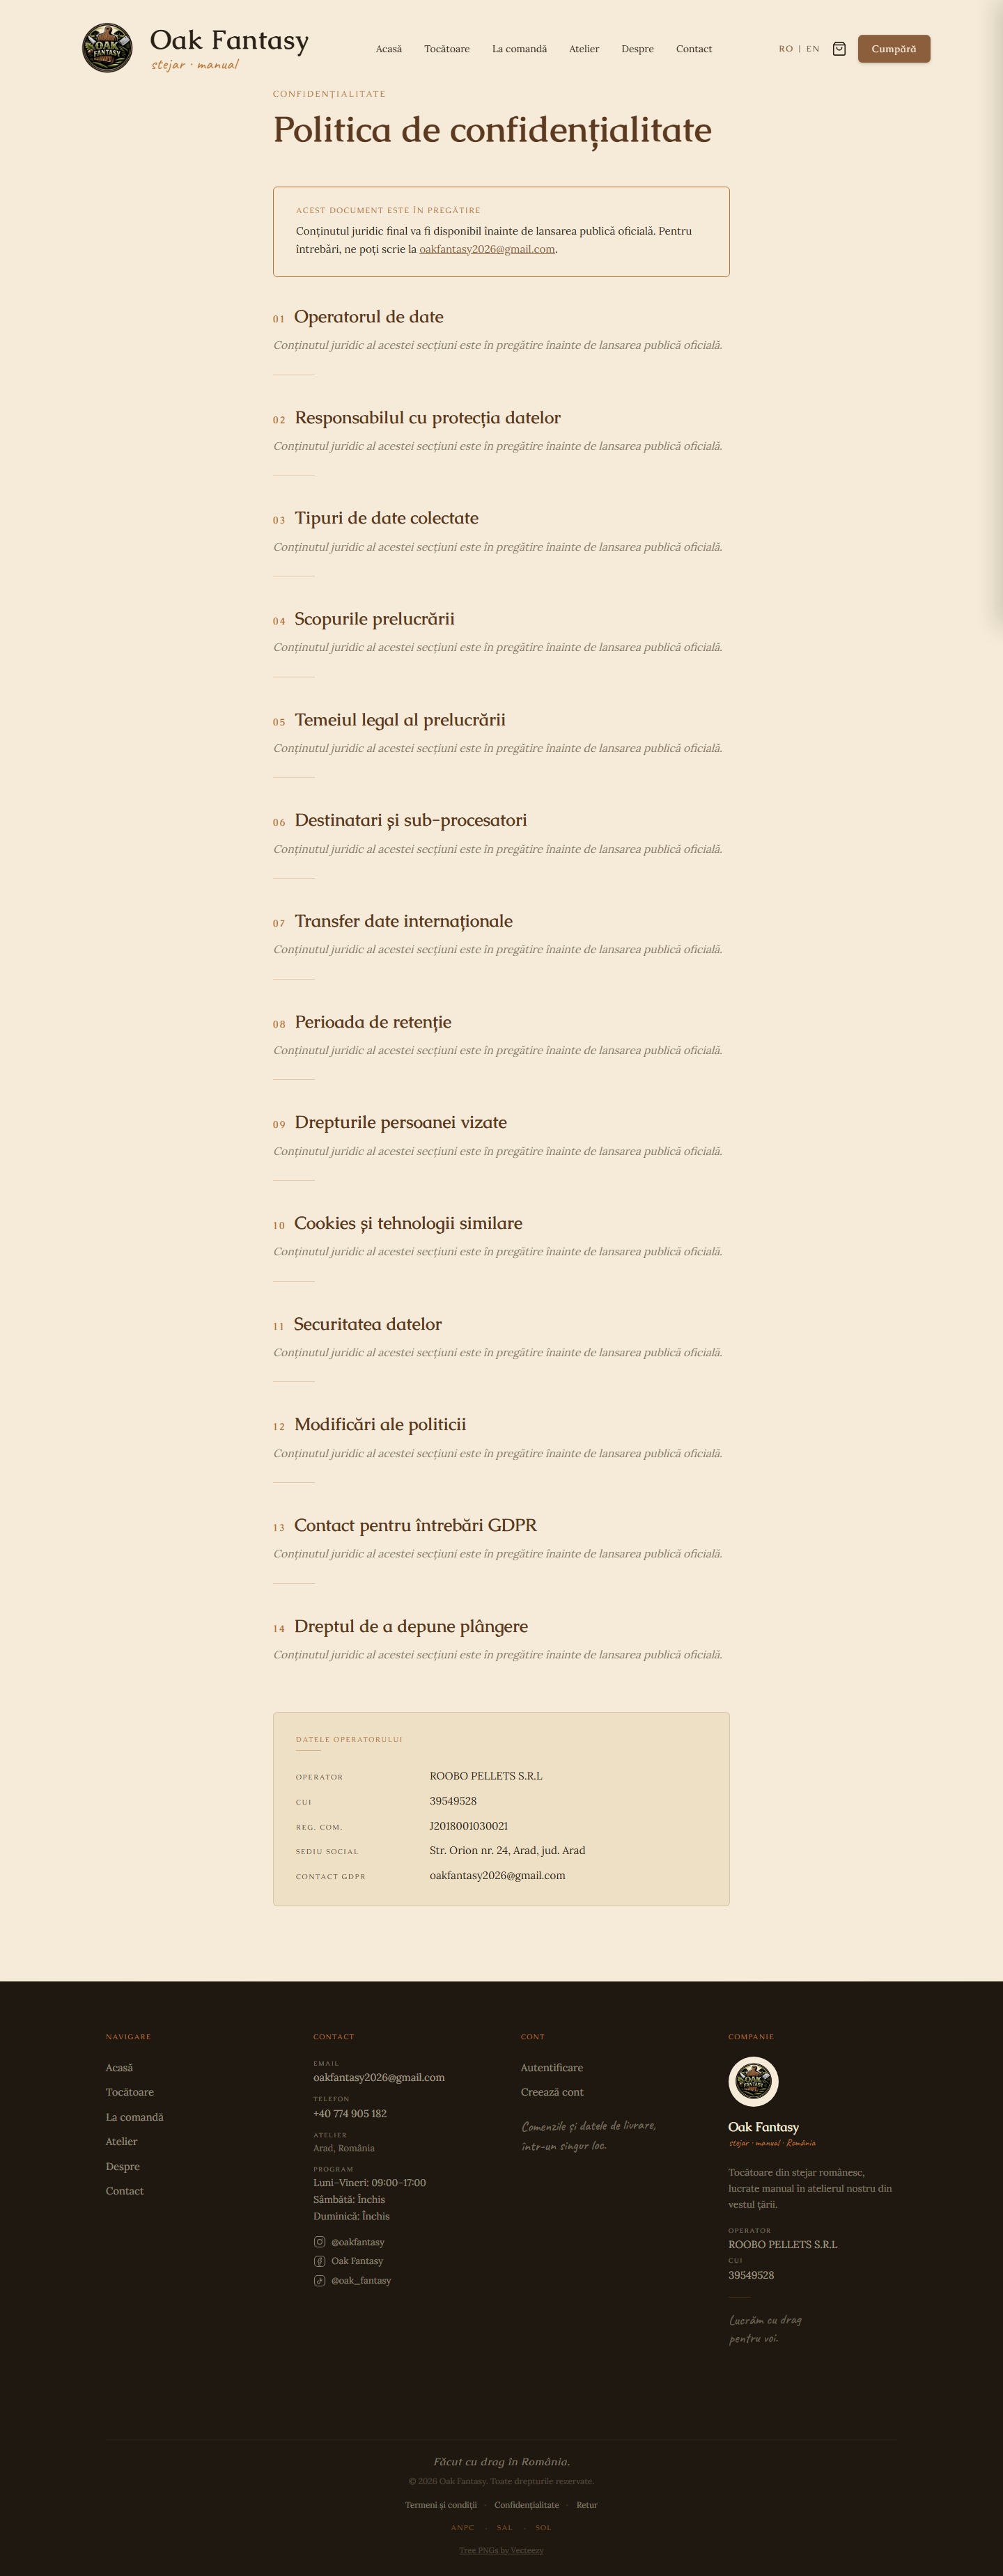 OAK
FANTASY
Oak Fantasy
stejar · manual
Acasă
Tocătoare
La comandă
Atelier
Despre
Contact
RO | EN
Cumpără
CONFIDENȚIALITATE
Politica de confidențialitate
ACEST DOCUMENT ESTE ÎN PREGĂTIRE
Conținutul juridic final va fi disponibil înainte de lansarea publică oficială. Pentru
întrebări, ne poți scrie la oakfantasy2026@gmail.com.
01 Operatorul de date
Conținutul juridic al acestei secțiuni este în pregătire înainte de lansarea publică oficială.
02 Responsabilul cu protecția datelor
Conținutul juridic al acestei secțiuni este în pregătire înainte de lansarea publică oficială.
03 Tipuri de date colectate
Conținutul juridic al acestei secțiuni este în pregătire înainte de lansarea publică oficială.
04 Scopurile prelucrării
Conținutul juridic al acestei secțiuni este în pregătire înainte de lansarea publică oficială.
05 Temeiul legal al prelucrării
Conținutul juridic al acestei secțiuni este în pregătire înainte de lansarea publică oficială.
06 Destinatari și sub-procesatori
Conținutul juridic al acestei secțiuni este în pregătire înainte de lansarea publică oficială.
07 Transfer date internaționale
Conținutul juridic al acestei secțiuni este în pregătire înainte de lansarea publică oficială.
08 Perioada de retenție
Conținutul juridic al acestei secțiuni este în pregătire înainte de lansarea publică oficială.
09 Drepturile persoanei vizate
Conținutul juridic al acestei secțiuni este în pregătire înainte de lansarea publică oficială.
10 Cookies și tehnologii similare
Conținutul juridic al acestei secțiuni este în pregătire înainte de lansarea publică oficială.
11 Securitatea datelor
Conținutul juridic al acestei secțiuni este în pregătire înainte de lansarea publică oficială.
12 Modificări ale politicii
Conținutul juridic al acestei secțiuni este în pregătire înainte de lansarea publică oficială.
13 Contact pentru întrebări GDPR
Conținutul juridic al acestei secțiuni este în pregătire înainte de lansarea publică oficială.
14 Dreptul de a depune plângere
Conținutul juridic al acestei secțiuni este în pregătire înainte de lansarea publică oficială.
DATELE OPERATORULUI
OPERATOR ROOBO PELLETS S.R.L
CUI 39549528
REG. COM. J2018001030021
SEDIU SOCIAL Str. Orion nr. 24, Arad, jud. Arad
CONTACT GDPR oakfantasy2026@gmail.com
NAVIGARE
Acasă
Tocătoare
La comandă
Atelier
Despre
Contact
CONTACT
EMAIL
oakfantasy2026@gmail.com
TELEFON
+40 774 905 182
ATELIER
Arad, România
PROGRAM
Luni–Vineri: 09:00–17:00
Sâmbătă: Închis
Duminică: Închis
@oakfantasy
Oak Fantasy
@oak_fantasy
CONT
Autentificare
Creează cont
Comenzile și datele de livrare,
într-un singur loc.
COMPANIE
OAK
FANTASY
Oak Fantasy
stejar · manual · România
Tocătoare din stejar românesc,
lucrate manual în atelierul nostru din
vestul țării.
OPERATOR
ROOBO PELLETS S.R.L
CUI
39549528
Lucrăm cu drag
pentru voi.
Făcut cu drag în România.
© 2026 Oak Fantasy. Toate drepturile rezervate.
Termeni și condiții · Confidențialitate · Retur
ANPC · SAL · SOL
Tree PNGs by Vecteezy